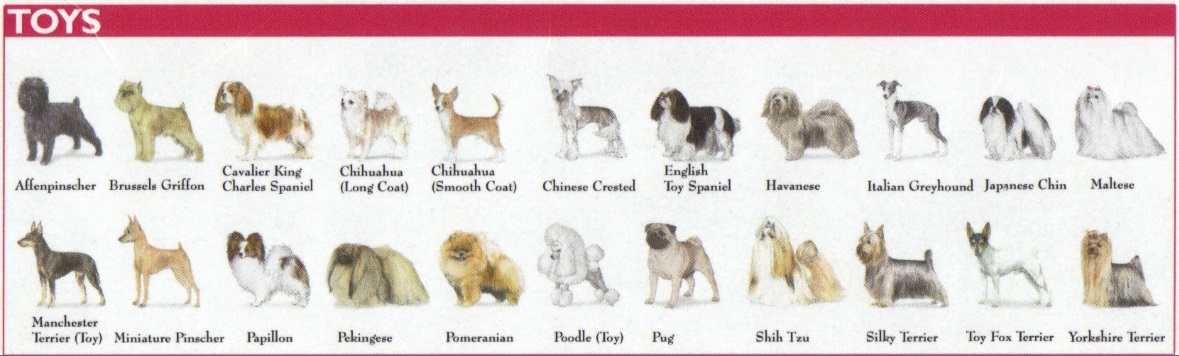 TOYS
Affenpinscher
Brussels Griffon
Cavalier King
Charles Spaniel
Chihuahua
(Long Coat)
Chihuahua
(Smooth Coat)
Chinese Crested
English
Toy Spaniel
Havanese
Italian Greyhound
Japanese Chin
Maltese
Manchester
Terrier (Toy)
Miniature Pinscher
Papillon
Pekingese
Pomeranian
Poodle (Toy)
Pug
Shih Tzu
Silky Terrier
Toy Fox Terrier
Yorkshire Terrier